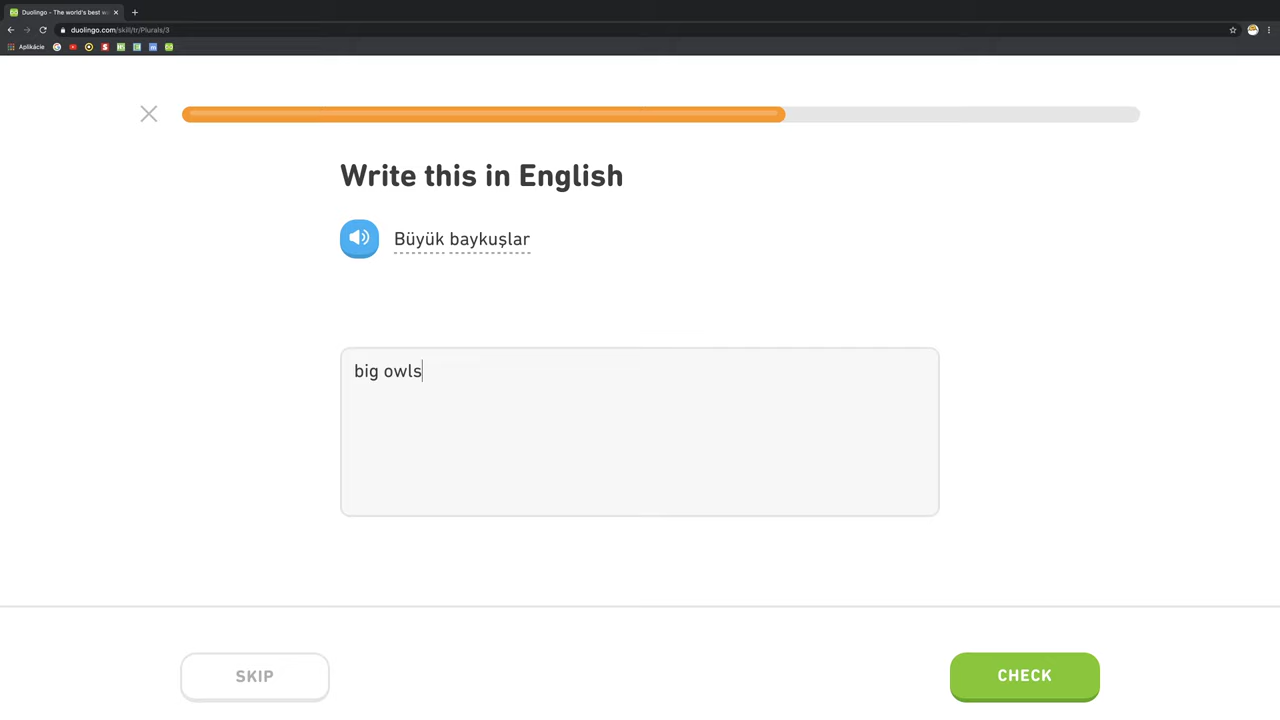 Duolingo - The world's best w
duolingo.com/skill/tr/Plurals/3
Aplikácie
Write this in English
Büyük baykuşlar
big owls
SKIP
CHECK